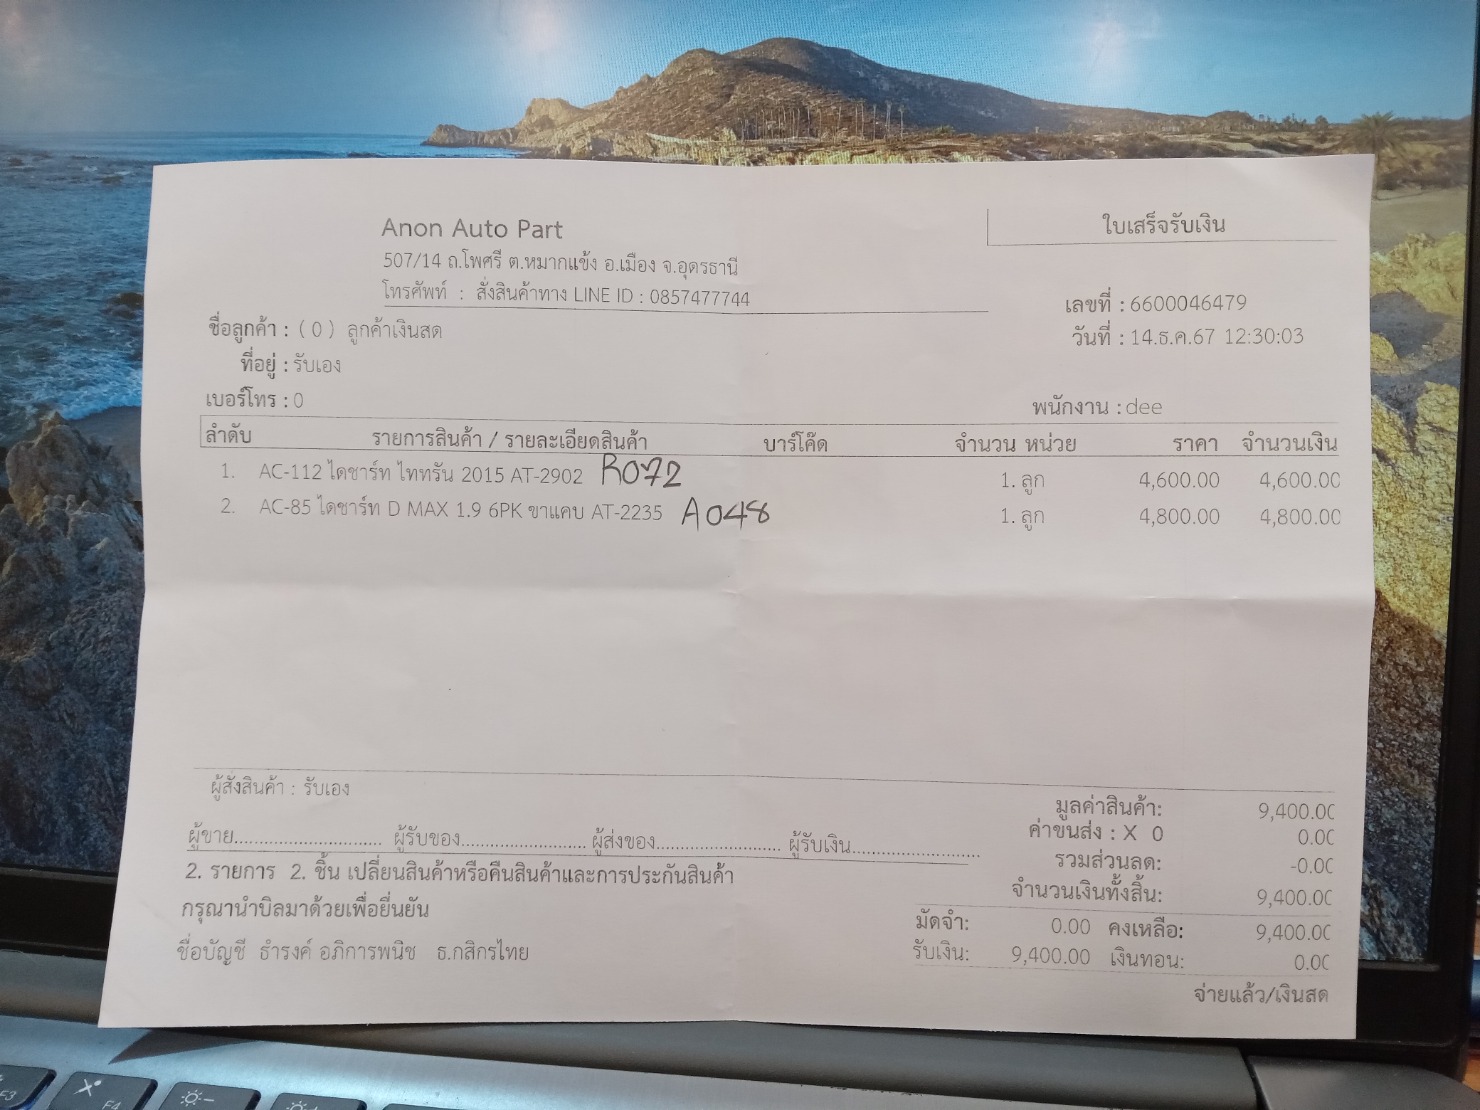 Anon Auto Part
ใบเสร็จรับเงิน
507/14 ถ.โพศรี ต.หมากแข้ง อ.เมือง จ.อุดรธานี
โทรศัพท์ : สั่งสินค้าทาง LINE ID : 0857477744
เลขที่ : 6600046479
ชื่อลูกค้า : ( 0 ) ลูกค้าเงินสด
วันที่ : 14.ธ.ค.67 12:30:03
ที่อยู่ : รับเอง
เบอร์โทร : 0
พนักงาน : dee
ลำดับ รายการสินค้า / รายละเอียดสินค้า บาร์โค๊ด จำนวน หน่วย ราคา จำนวนเงิน
1. AC-112 ไดชาร์ท ไททรัน 2015 AT-2902 R072 1. ลูก 4,600.00 4,600.00
2. AC-85 ไดชาร์ท D MAX 1.9 6PK ขาแคบ AT-2235 A048 1. ลูก 4,800.00 4,800.00
ผู้สั่งสินค้า : รับเอง
มูลค่าสินค้า: 9,400.00
ค่าขนส่ง : X 0 0.00
ผู้ขาย............................ ผู้รับของ........................ ผู้ส่งของ........................ ผู้รับเงิน........................
รวมส่วนลด: -0.00
2. รายการ 2. ชิ้น เปลี่ยนสินค้าหรือคืนสินค้าและการประกันสินค้า
จำนวนเงินทั้งสิ้น: 9,400.00
กรุณานำบิลมาด้วยเพื่อยื่นยัน
มัดจำ: 0.00 คงเหลือ: 9,400.00
ชื่อบัญชี ธำรงค์ อภิการพนิช ธ.กสิกรไทย
รับเงิน: 9,400.00 เงินทอน: 0.00
จ่ายแล้ว/เงินสด
F3
X
F4